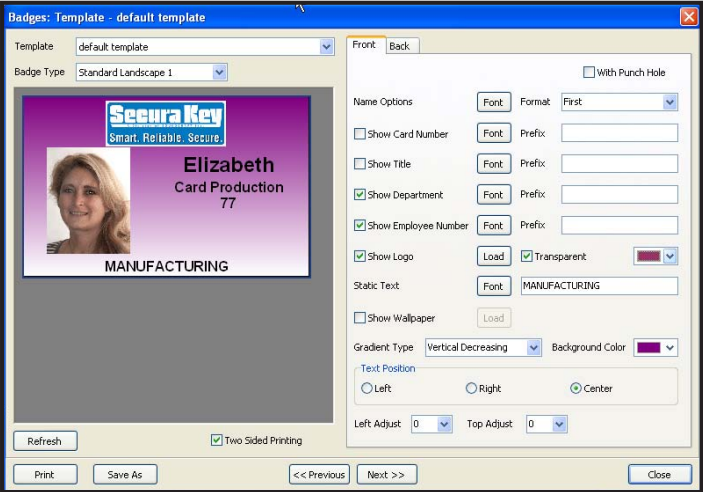 Badges: Template - default template
Template default template
Badge Type Standard Landscape 1
Secura Key
Smart. Reliable. Secure.
Elizabeth
Card Production
77
MANUFACTURING
Refresh Two Sided Printing
Front Back
With Punch Hole
Name Options Font Format First
Show Card Number Font Prefix
Show Title Font Prefix
Show Department Font Prefix
Show Employee Number Font Prefix
Show Logo Load Transparent
Static Text Font MANUFACTURING
Show Wallpaper Load
Gradient Type Vertical Decreasing Background Color
Text Position
Left Right Center
Left Adjust 0 Top Adjust 0
Print Save As << Previous Next >> Close